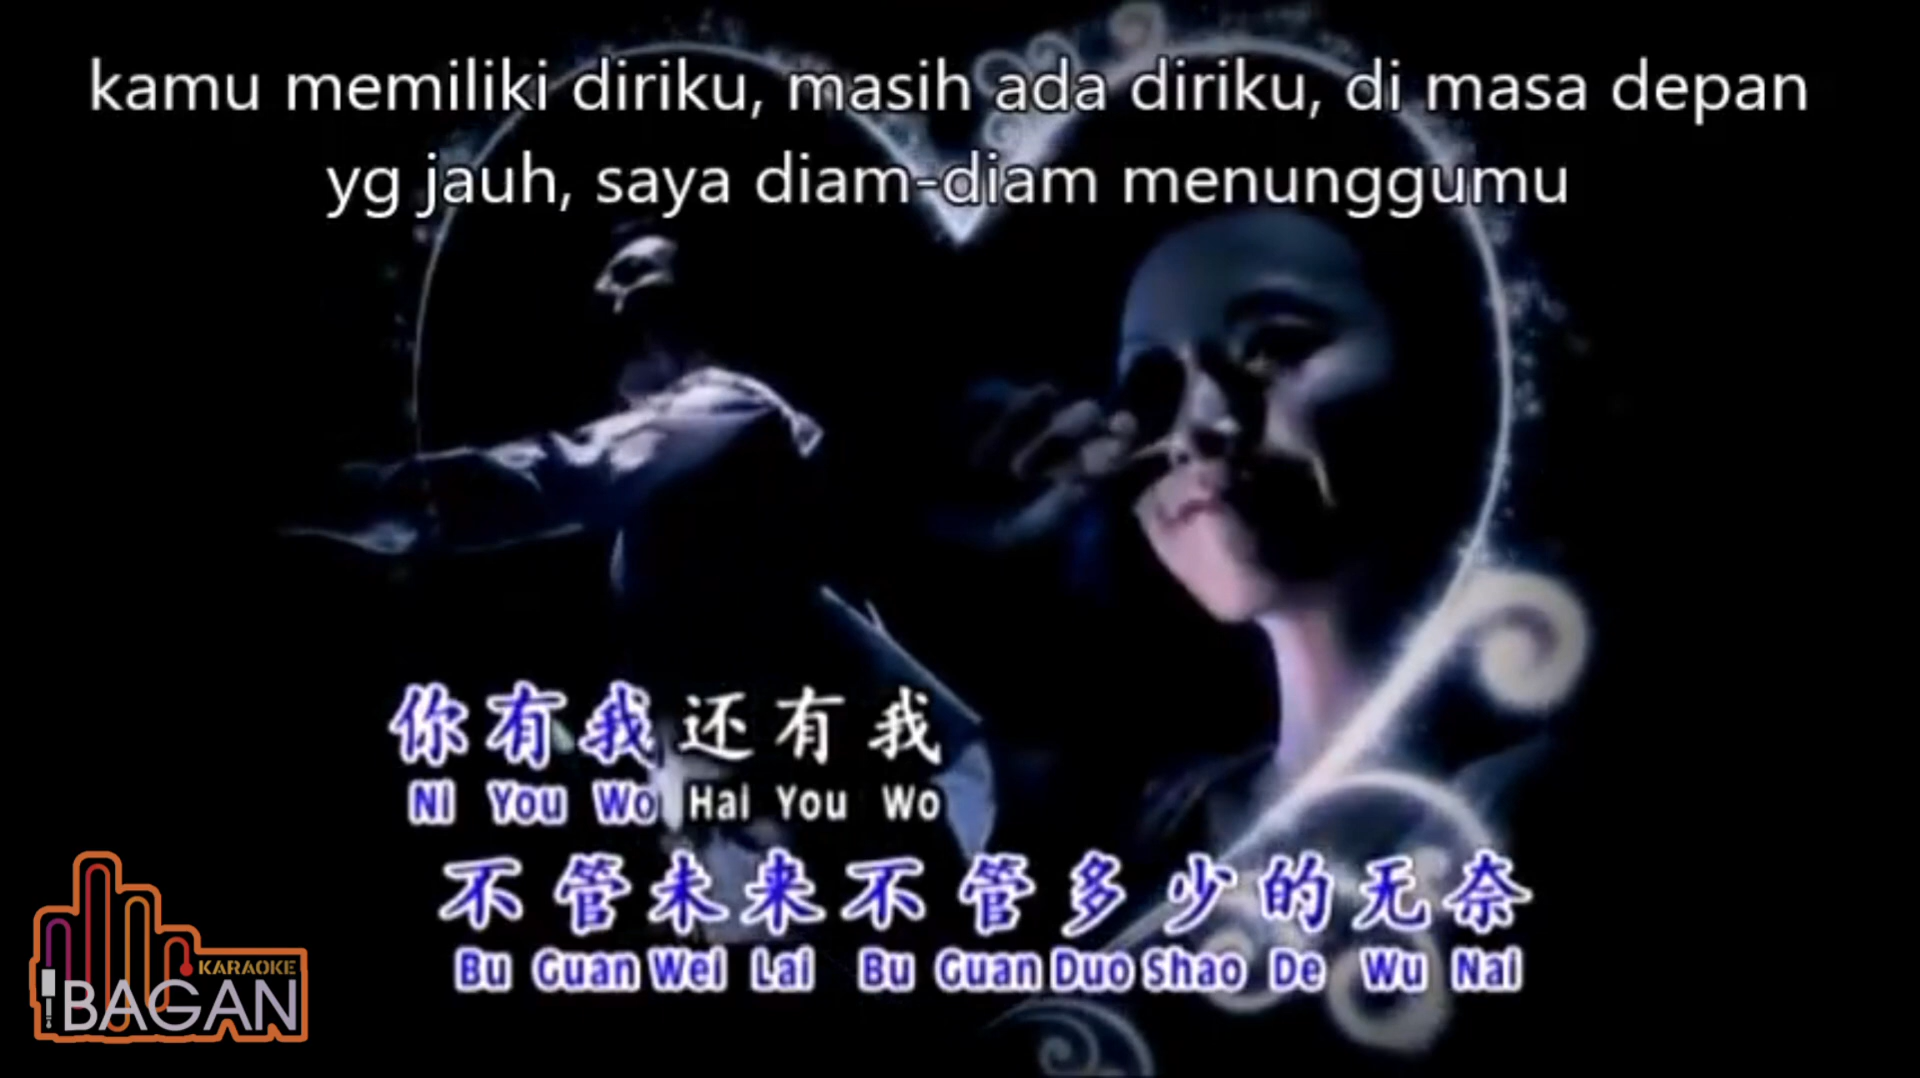 kamu memiliki diriku, masih ada diriku, di masa depan
yg jauh, saya diam-diam menunggumu
你有我还有我
Ni You Wo Hai You Wo
不管未来不管多少的无奈
Bu Guan Wei Lai Bu Guan Duo Shao De Wu Nai
KARAOKE
BAGAN